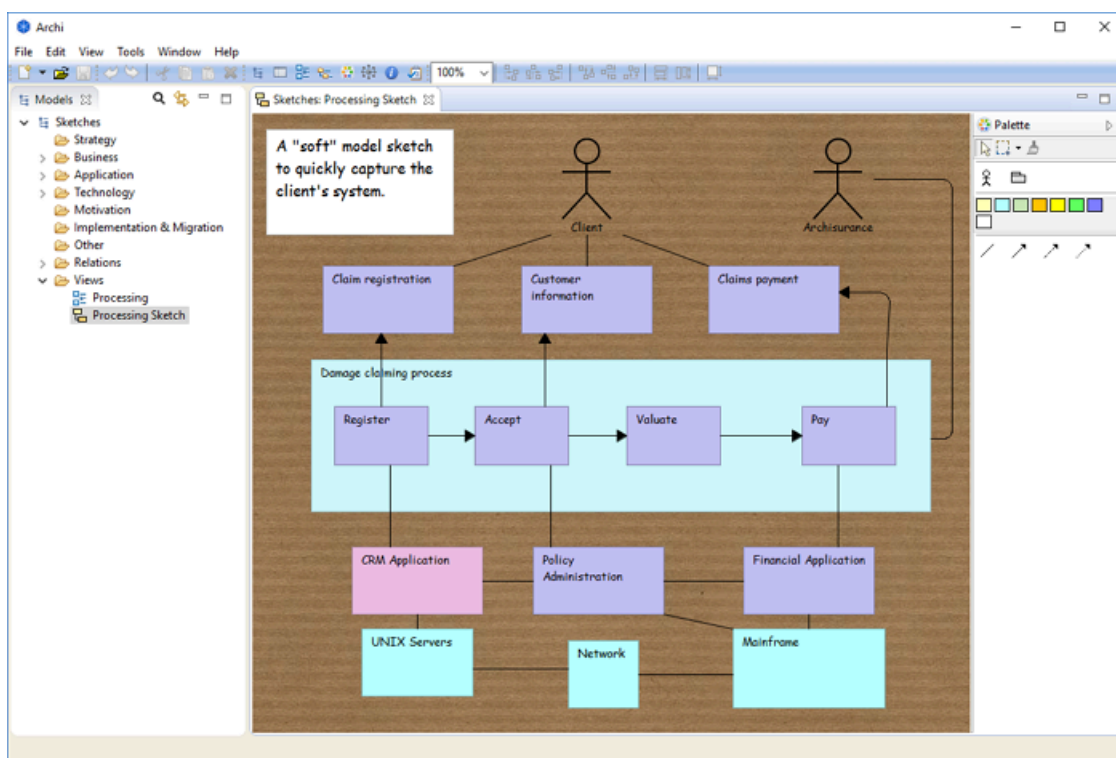 Archi
File Edit View Tools Window Help
100%
Models
Sketches
Strategy
Business
Application
Technology
Motivation
Implementation & Migration
Other
Relations
Views
Processing
Processing Sketch
Sketches: Processing Sketch
A "soft" model sketch
to quickly capture the
client's system.
Client
Archisurance
Claim registration
Customer
information
Claims payment
Damage claiming process
Register
Accept
Valuate
Pay
CRM Application
Policy
Administration
Financial Application
UNIX Servers
Network
Mainframe
Palette